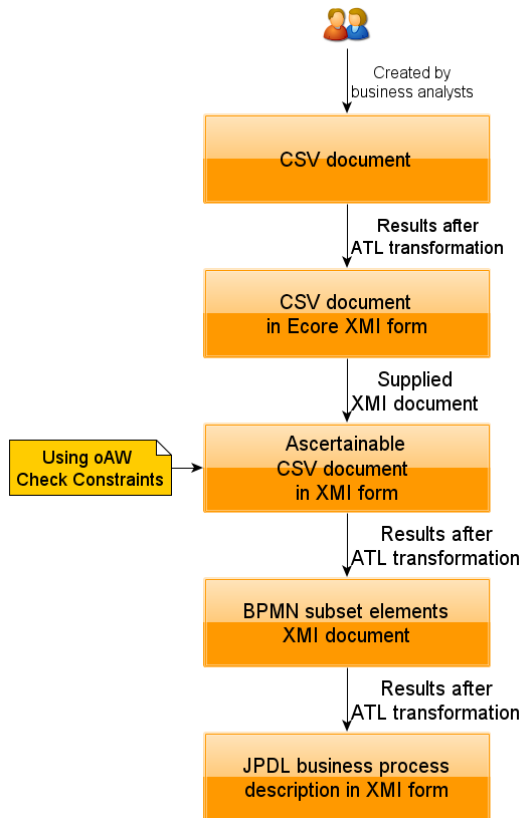 Created by
business analysts
CSV document
Results after
ATL transformation
CSV document
in Ecore XMI form
Supplied
XMI document
Using oAW
Check Constraints
Ascertainable
CSV document
in XMI form
Results after
ATL transformation
BPMN subset elements
XMI document
Results after
ATL transformation
JPDL business process
description in XMI form